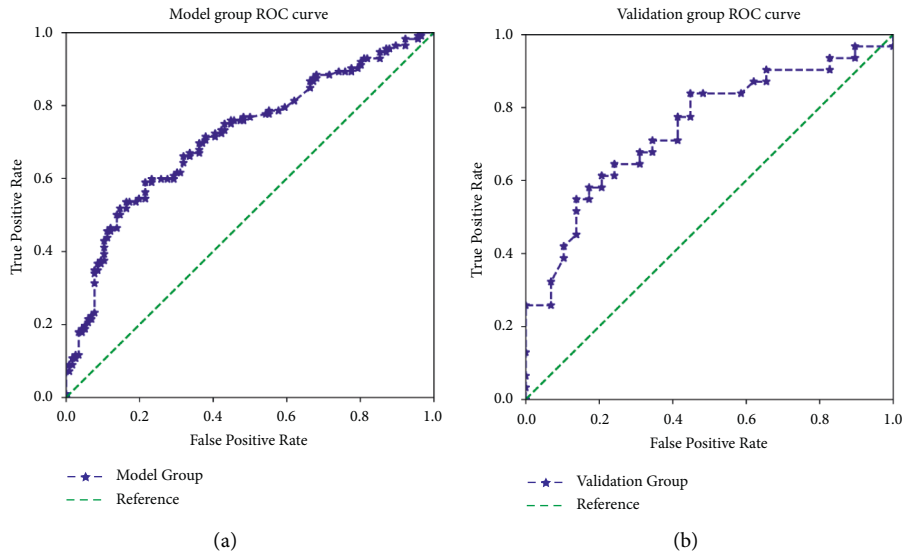 Model group ROC curve
1.0
0.8
0.6
0.4
0.2
0.0
True Positive Rate
0.0 0.2 0.4 0.6 0.8 1.0
False Positive Rate
Model Group
Reference
(a)
Validation group ROC curve
1.0
0.8
0.6
0.4
0.2
0.0
True Positive Rate
0.0 0.2 0.4 0.6 0.8 1.0
False Positive Rate
Validation Group
Reference
(b)